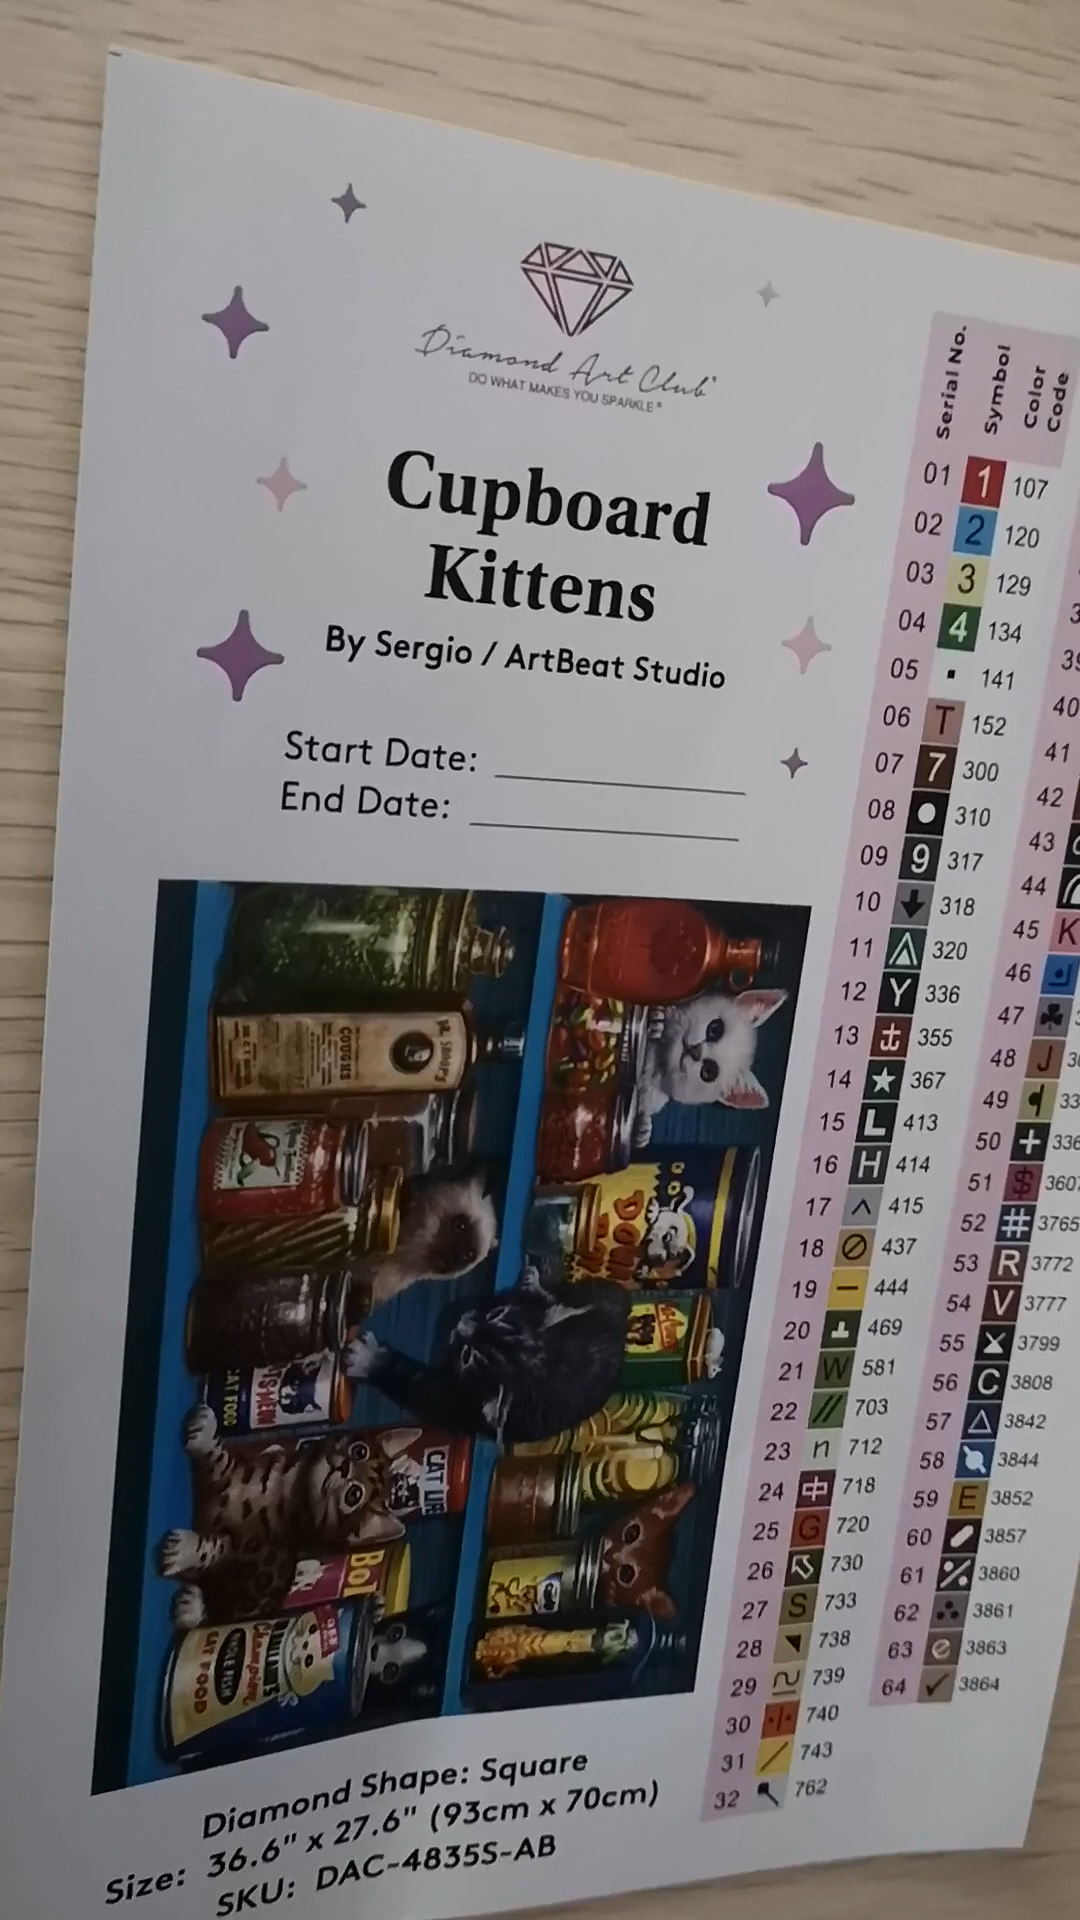 Diamond Art Club®
DO WHAT MAKES YOU SPARKLE®
Cupboard
Kittens
By Sergio / ArtBeat Studio
Start Date:
End Date:
DR. SHOOP'S
COUGHS
CAT FOOD
CAT LIFE
CAT FOOD
Diamond Shape: Square
Size: 36.6" x 27.6" (93cm x 70cm)
SKU: DAC-4835S-AB
Serial No. Symbol Color Code
01 1 107
02 2 120
03 3 129
04 4 134
05 ▪ 141
06 T 152
07 7 300
08 ● 310
09 9 317
10 318
11 320
12 Y 336
13 355
14 ★ 367
15 L 413
16 H 414
17 ^ 415
18 ⊘ 437
19 – 444
20 469
21 W 581
22 // 703
23 n 712
24 中 718
25 G 720
26 730
27 S 733
28 738
29 739
30 740
31 / 743
32 762
40
41
42
43
44
45 K
46
47
48 J
49
50 +
51 $ 3607
52 # 3765
53 R 3772
54 V 3777
55 3799
56 C 3808
57 △ 3842
58 3844
59 E 3852
60 3857
61 3860
62 3861
63 e 3863
64 ✓ 3864